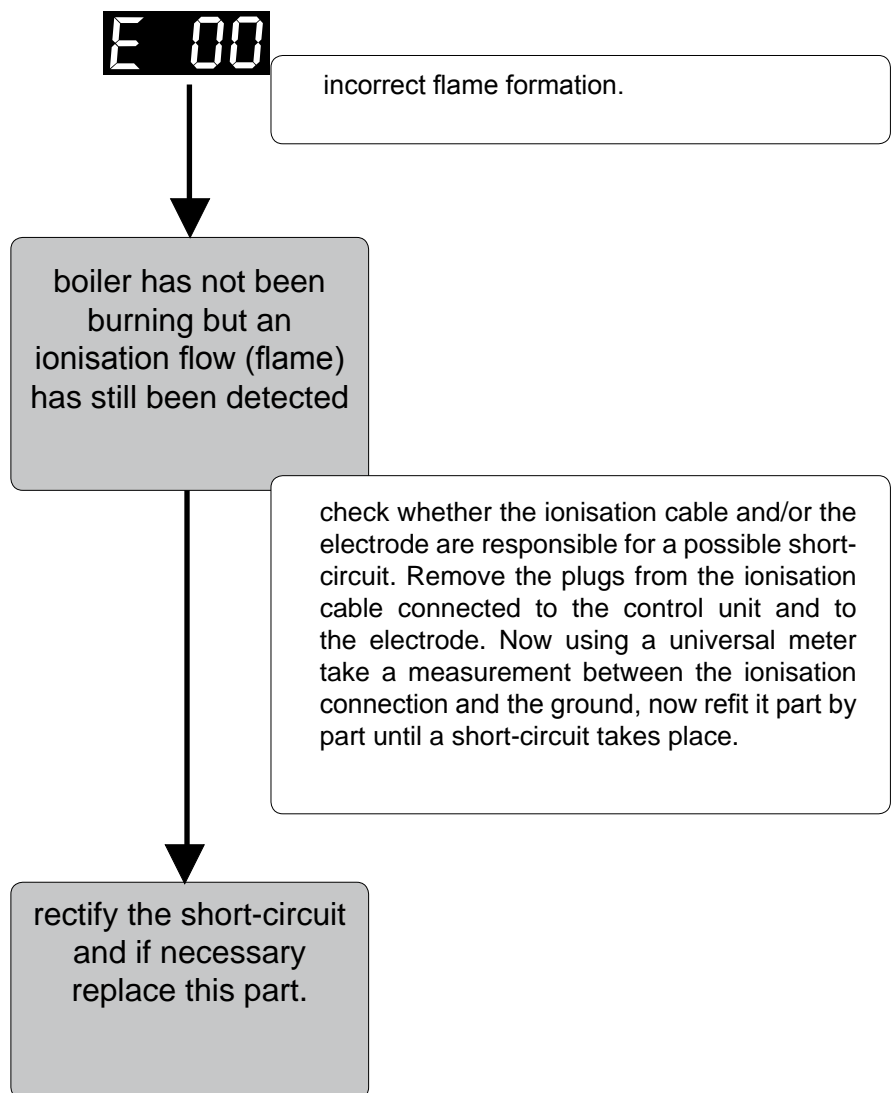 E 00
incorrect flame formation.
boiler has not been
burning but an
ionisation flow (flame)
has still been detected
check whether the ionisation cable and/or the
electrode are responsible for a possible short-
circuit. Remove the plugs from the ionisation
cable connected to the control unit and to
the electrode. Now using a universal meter
take a measurement between the ionisation
connection and the ground, now refit it part by
part until a short-circuit takes place.
rectify the short-circuit
and if necessary
replace this part.